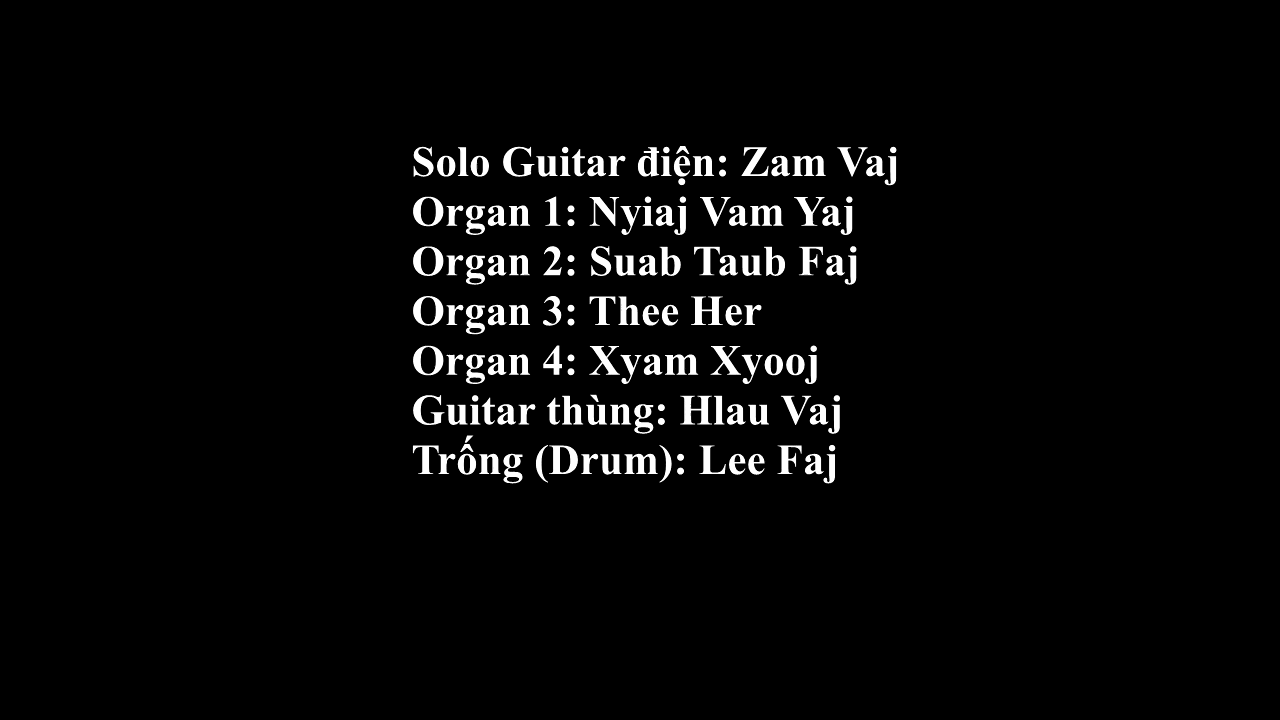 Solo Guitar điện: Zam Vaj
Organ 1: Nyiaj Vam Yaj
Organ 2: Suab Taub Faj
Organ 3: Thee Her
Organ 4: Xyam Xyooj
Guitar thùng: Hlau Vaj
Trống (Drum): Lee Faj